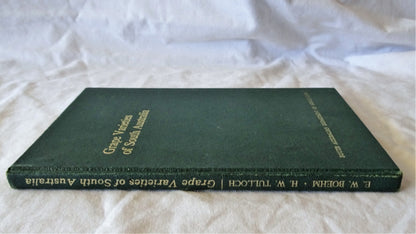 Grape Varieties
of South Australia
E. W. BOEHM · H. W. TULLOCH | Grape Varieties of South Australia